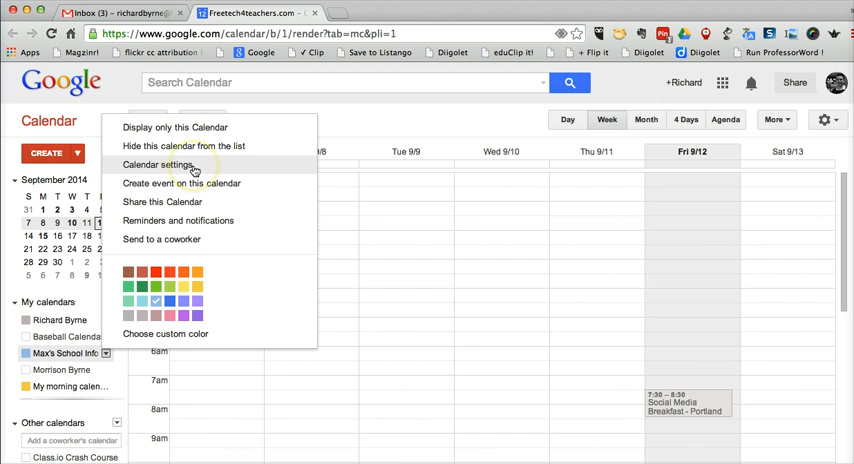 Inbox (3) – richardbyrne@
Freetech4teachers.com – C
https://www.google.com/calendar/b/1/render?tab=mc&pli=1
Apps
Magzinr!
flickr cc attribution
Google
✓ Clip
Save to Listango
Diigolet
eduClip it!
+ Flip it
Diigolet
Diigolet
Run ProfessorWord !
Google
Search Calendar
+Richard
Share
Calendar
Day
Week
Month
4 Days
Agenda
More
CREATE
September 2014
S M T W T
31 1 2 3 4
7 8 9 10 11
14 15 16 17 18
21 22 23 24 25
28 29 30 1 2
5 6 7 8 9
My calendars
Richard Byrne
Baseball Calenda
Max's School Info
Morrison Byrne
My morning calen...
Other calendars
Add a coworker's calendar
Class.io Crash Course
Display only this Calendar
Hide this calendar from the list
Calendar settings
Create event on this calendar
Share this Calendar
Reminders and notifications
Send to a coworker
Choose custom color
9/8
Tue 9/9
Wed 9/10
Thu 9/11
Fri 9/12
Sat 9/13
6am
7am
8am
9am
7:30 – 8:30
Social Media
Breakfast - Portland